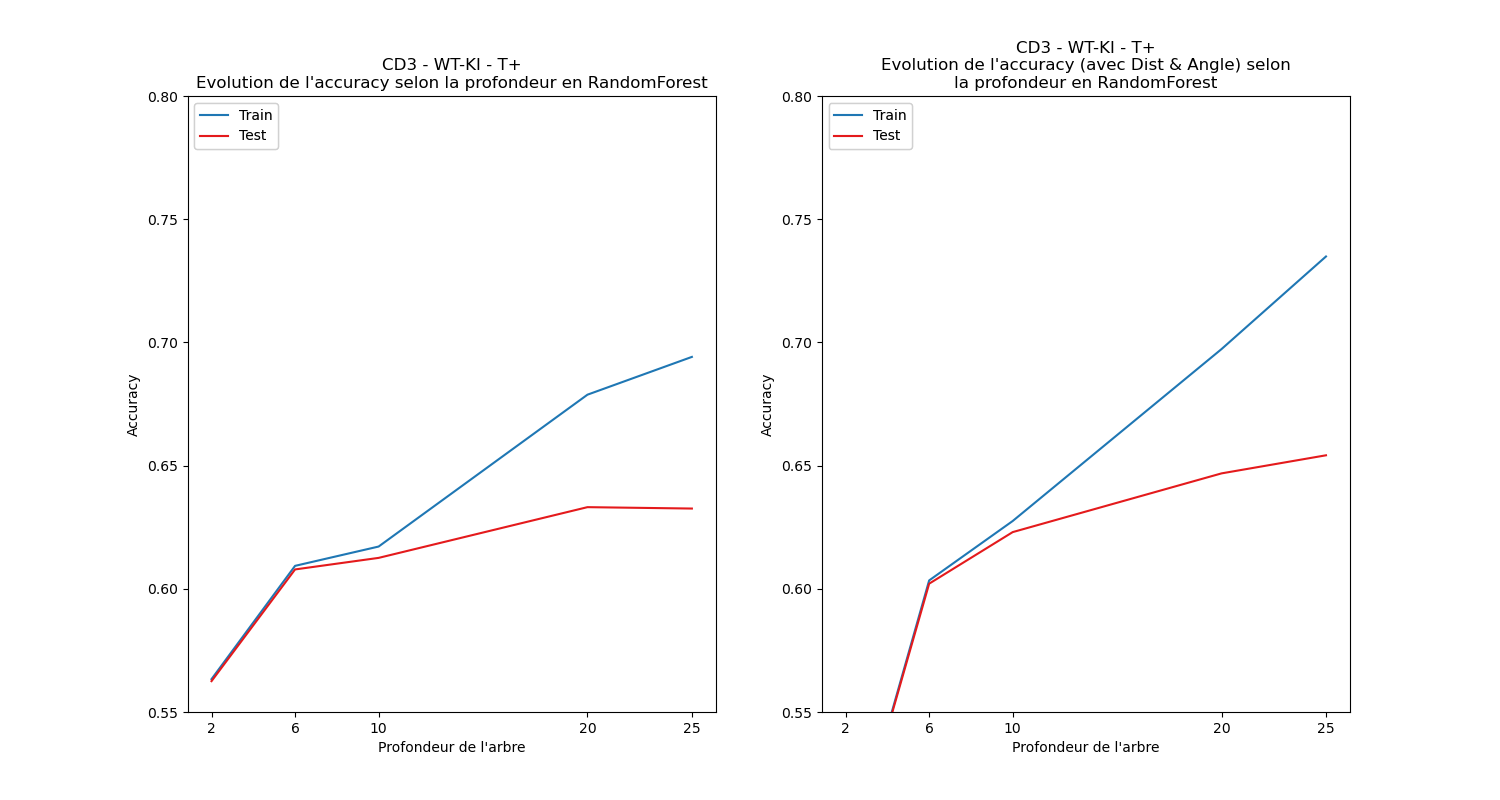 CD3 - WT-KI - T+
Evolution de l'accuracy selon la profondeur en RandomForest
0.80
0.75
0.70
0.65
0.60
0.55
Accuracy
Train
Test
2 6 10 20 25
Profondeur de l'arbre
CD3 - WT-KI - T+
Evolution de l'accuracy (avec Dist & Angle) selon
la profondeur en RandomForest
0.80
0.75
0.70
0.65
0.60
0.55
Accuracy
Train
Test
2 6 10 20 25
Profondeur de l'arbre